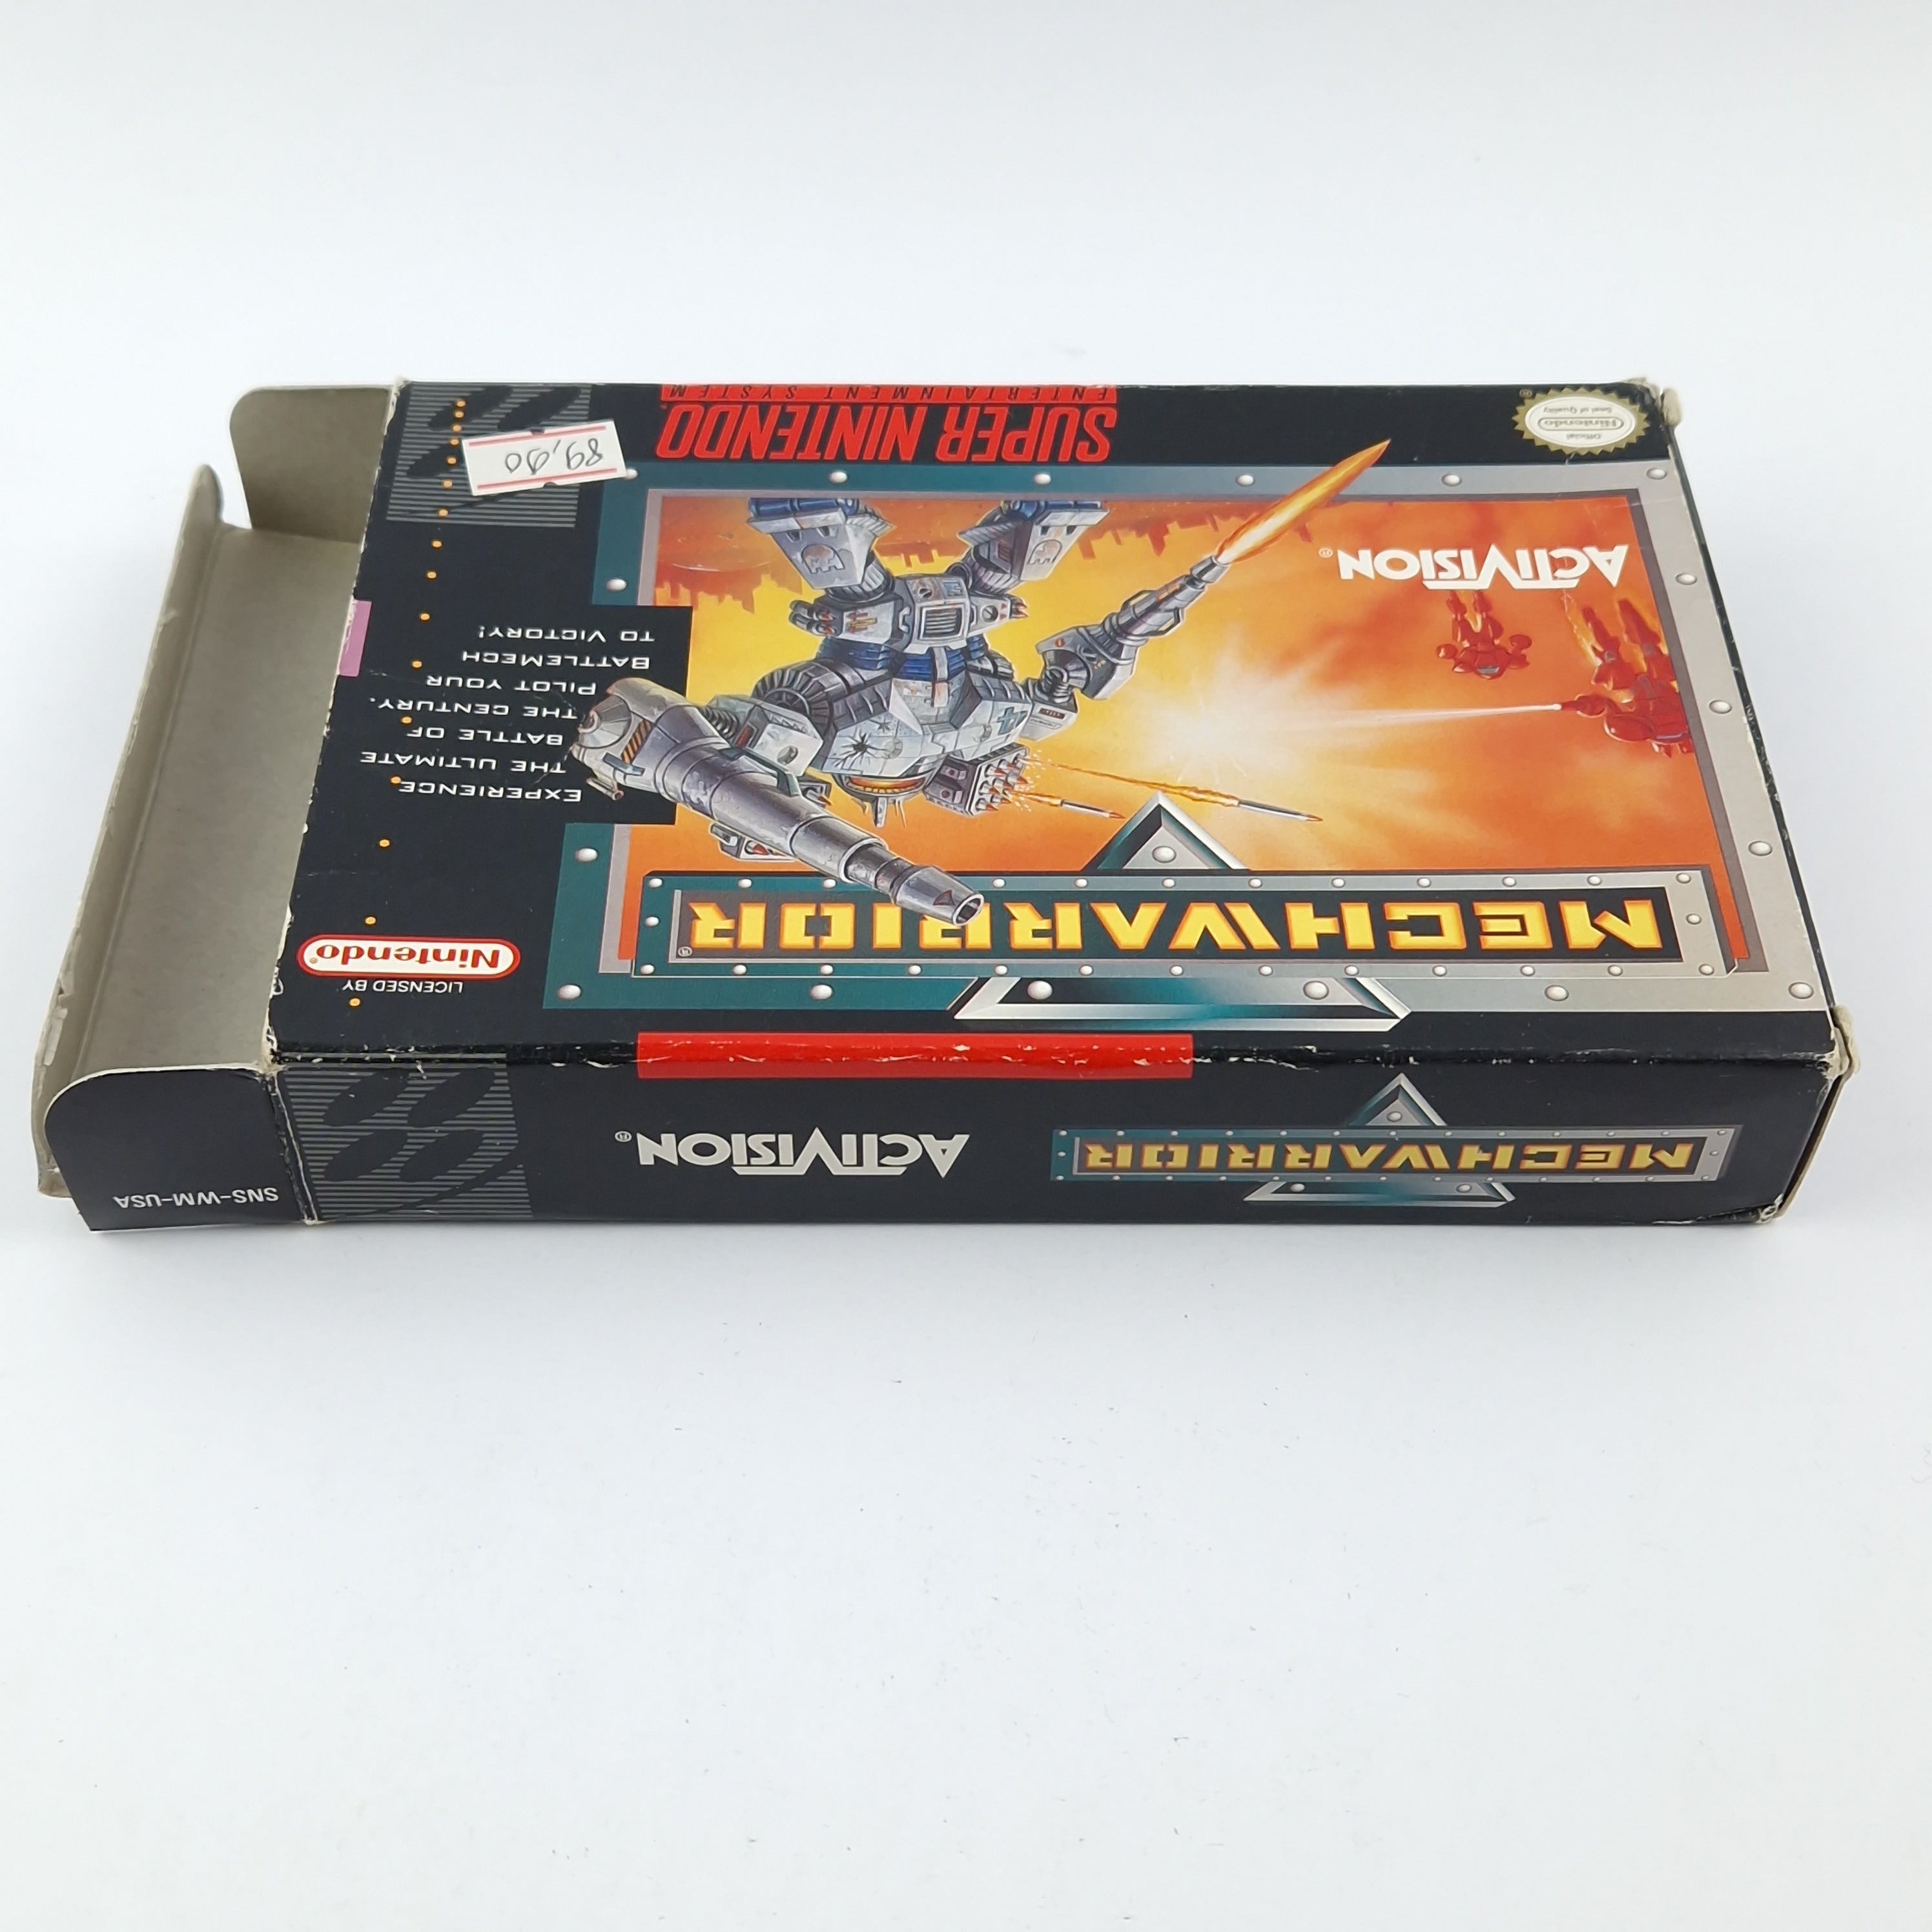 MECHWARRIOR
ACTIVISION®
SNS-WM-USA
LICENSED BY
Nintendo®
MECHWARRIOR®
EXPERIENCE
THE ULTIMATE
BATTLE OF
THE CENTURY.
PILOT YOUR
BATTLEMECH
TO VICTORY!
ACTIVISION®
Official
Nintendo
Seal of Quality
89,90
SUPER NINTENDO
ENTERTAINMENT SYSTEM